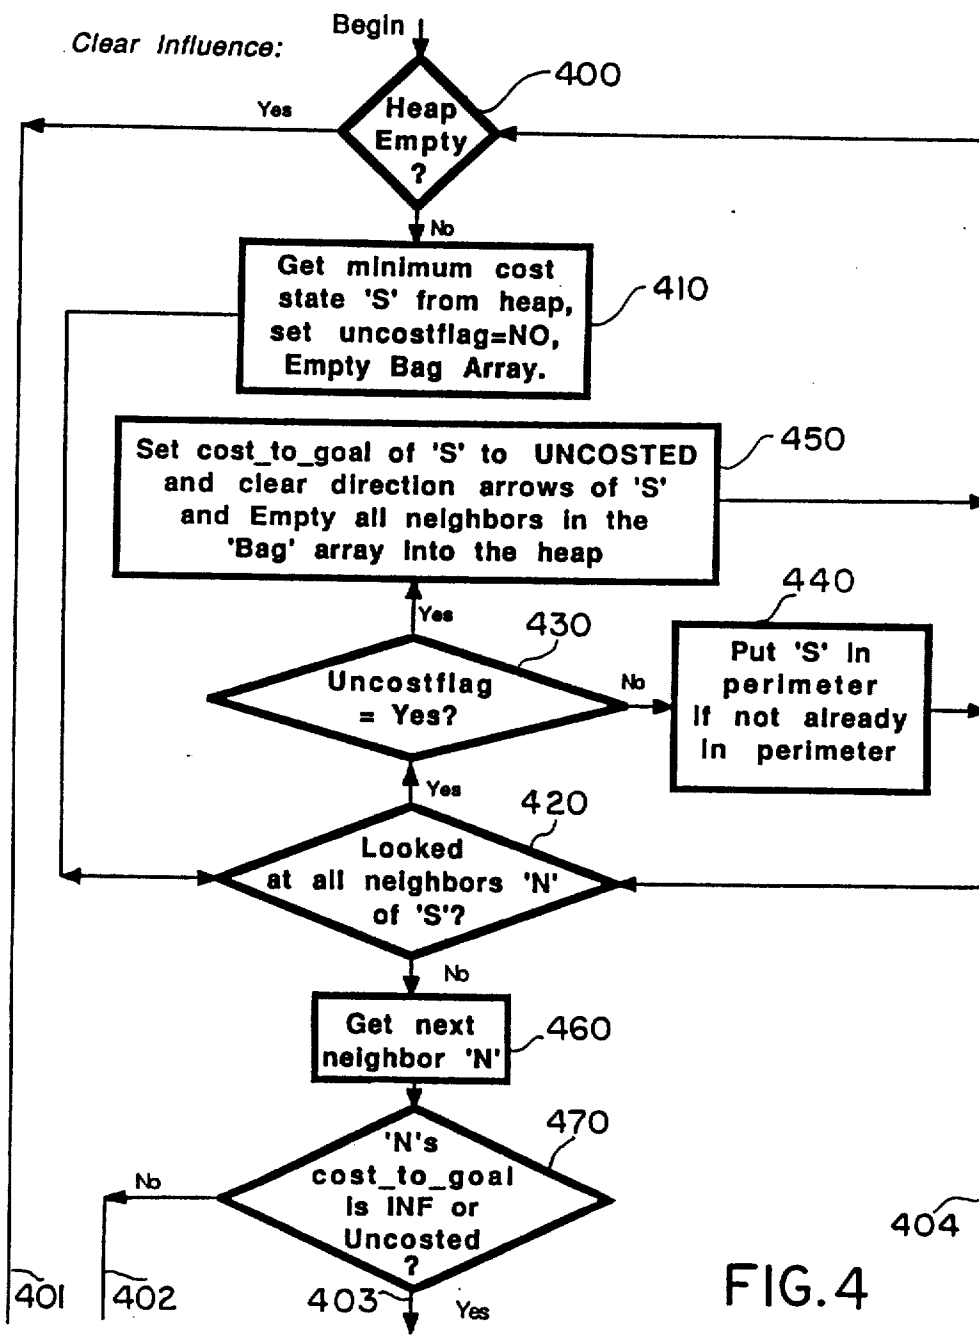 Begin
Clear Influence:
400
Yes
Heap
Empty
?
No
Get minimum cost
state 'S' from heap,
set uncostflag=NO,
Empty Bag Array.
410
450
Set cost_to_goal of 'S' to UNCOSTED
and clear direction arrows of 'S'
and Empty all neighbors in the
'Bag' array into the heap
440
Yes
430
Uncostflag
= Yes?
No
Put 'S' in
perimeter
If not already
In perimeter
Yes
420
Looked
at all neighbors 'N'
of 'S'?
No
Get next
neighbor 'N'
460
470
'N's
cost_to_goal
is INF or
Uncosted
?
No
404
401
402
403
Yes
FIG. 4